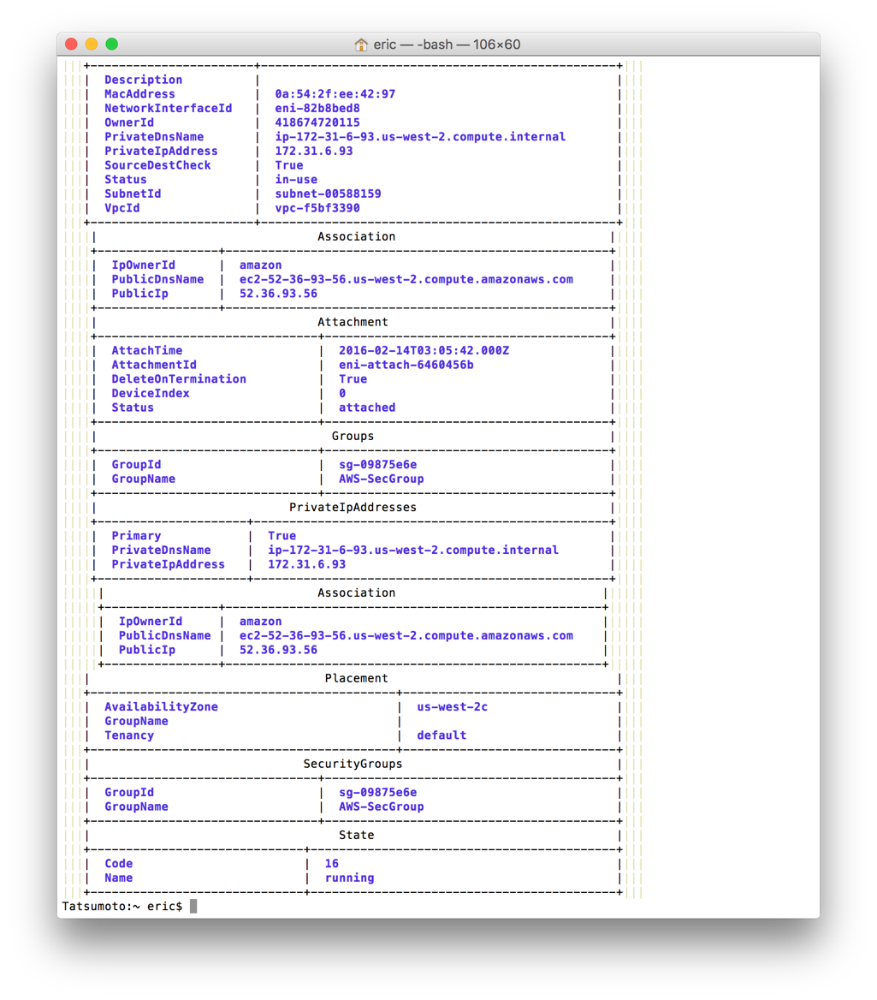 eric — -bash — 106×60
Description
MacAddress | 0a:54:2f:ee:42:97
NetworkInterfaceId | eni-82b8bed8
OwnerId | 418674720115
PrivateDnsName | ip-172-31-6-93.us-west-2.compute.internal
PrivateIpAddress | 172.31.6.93
SourceDestCheck | True
Status | in-use
SubnetId | subnet-00588159
VpcId | vpc-f5bf3390
Association
IpOwnerId | amazon
PublicDnsName | ec2-52-36-93-56.us-west-2.compute.amazonaws.com
PublicIp | 52.36.93.56
Attachment
AttachTime | 2016-02-14T03:05:42.000Z
AttachmentId | eni-attach-6460456b
DeleteOnTermination | True
DeviceIndex | 0
Status | attached
Groups
GroupId | sg-09875e6e
GroupName | AWS-SecGroup
PrivateIpAddresses
Primary | True
PrivateDnsName | ip-172-31-6-93.us-west-2.compute.internal
PrivateIpAddress | 172.31.6.93
Association
IpOwnerId | amazon
PublicDnsName | ec2-52-36-93-56.us-west-2.compute.amazonaws.com
PublicIp | 52.36.93.56
Placement
AvailabilityZone | us-west-2c
GroupName |
Tenancy | default
SecurityGroups
GroupId | sg-09875e6e
GroupName | AWS-SecGroup
State
Code | 16
Name | running
Tatsumoto:~ eric$